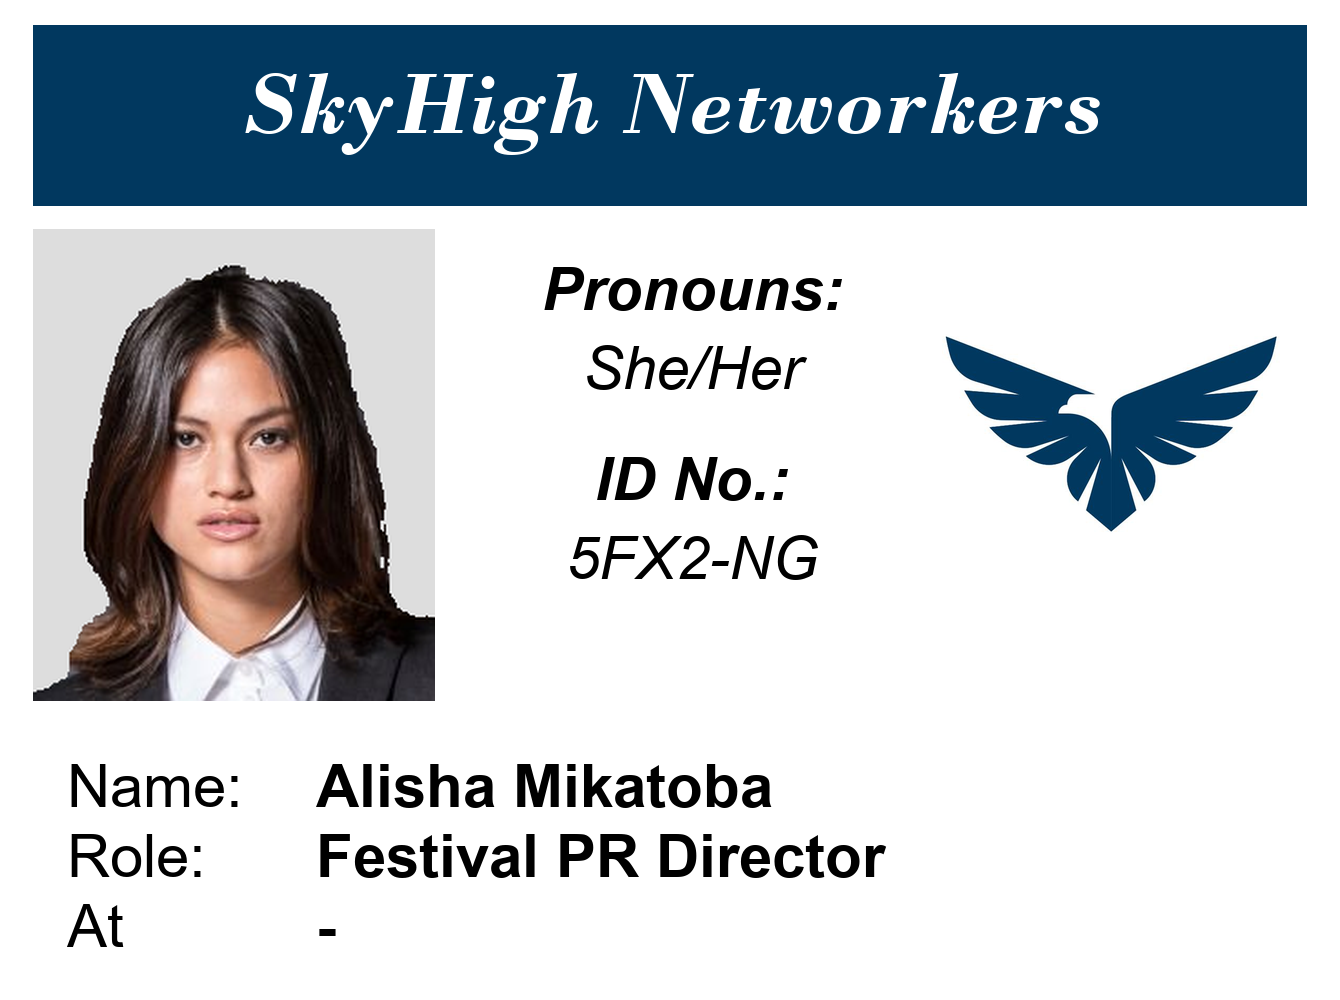 SkyHigh Networkers
Pronouns:
She/Her
ID No.:
5FX2-NG
Name: Alisha Mikatoba
Role: Festival PR Director
At -